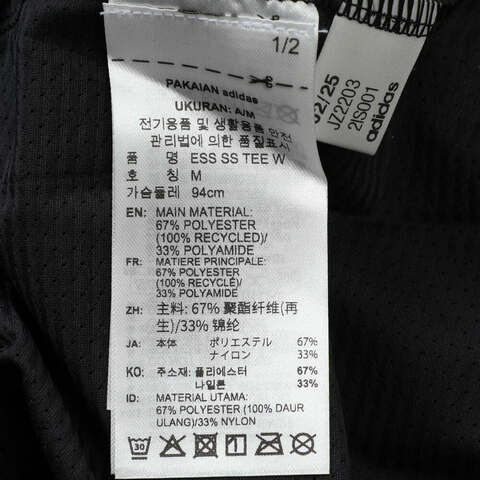 1/2
PAKAIAN adidas
UKURAN: A/M
전기용품 및 생활용품 안전
관리법에 의한 품질표시
품 명 ESS SS TEE W
호 칭 M
가슴둘레 94cm
EN: MAIN MATERIAL:
67% POLYESTER
(100% RECYCLED)/
33% POLYAMIDE
FR: MATIERE PRINCIPALE:
67% POLYESTER
(100% RECYCLÉ)/
33% POLYAMIDE
ZH: 主料: 67% 聚酯纤维(再
生)/33% 锦纶
JA: 本体 ポリエステル 67%
ナイロン 33%
KO: 주소재: 폴리에스터 67%
나일론 33%
ID: MATERIAL UTAMA:
67% POLYESTER (100% DAUR
ULANG)/33% NYLON
30
02/25
JZ2203
2IS001
adidas